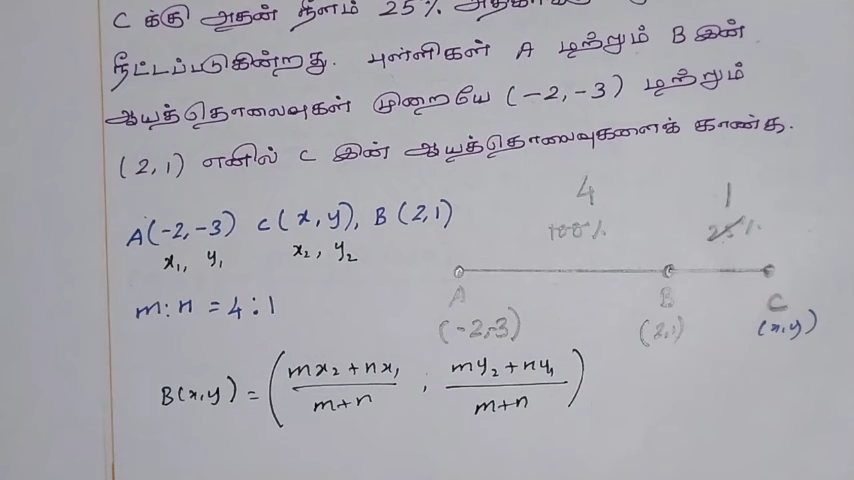 C க்கு அதன் நீளம் 25%
நீட்டப்படுகின்றது. புள்ளிகள் A மற்றும் B இன்
ஆயத்தொலைவுகள் முறையே (-2,-3) மற்றும்
(2,1) எனில் C இன் ஆயத்தொலைவுகளைக் காண்க.
4 1
100% 25%
A(-2,-3) C(x,y), B(2,1)
x₁, y₁ x₂, y₂
A B C
m:n = 4:1
(-2,-3) (2,1) (x,y)
B(x,y) = ( mx₂+nx₁ / m+n , my₂+ny₁ / m+n )